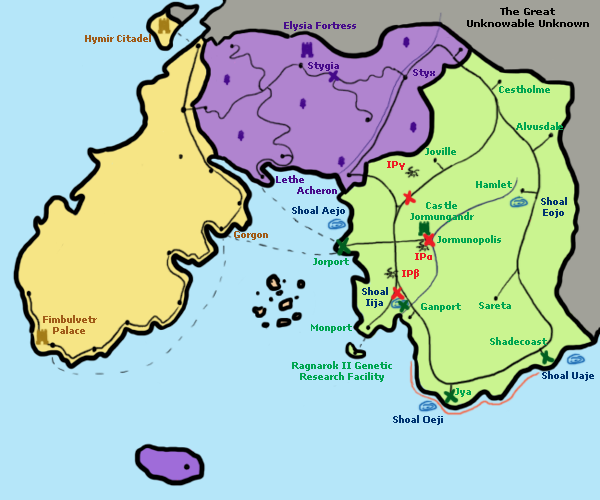 The Great
Unknowable Unknown
Elysia Fortress
Hymir Citadel
Stygia
Styx
Cestholme
Alvusdale
Joville
IPγ
Hamlet
Lethe
Acheron
Castle
Jormungandr
Shoal
Eojo
Shoal Aejo
Gorgon
Jormunopolis
IPα
Jorport
IPβ
Shoal
Iija
Ganport
Sareta
Fimbulvetr
Palace
Monport
Shadecoast
Ragnarok II Genetic
Research Facility
Shoal Uaje
Jya
Shoal Oeji